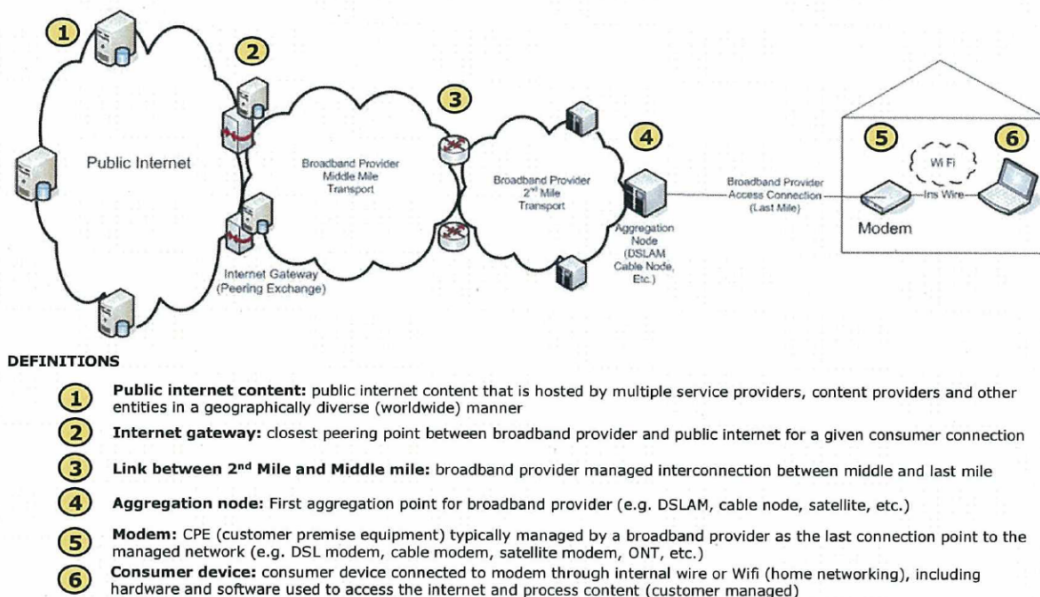 1
2
3
4
5
6
Public Internet
Broadband Provider
Middle Mile
Transport
Broadband Provider
2nd Mile
Transport
Internet Gateway
(Peering Exchange)
Aggregation
Node
(DSLAM
Cable Node,
Etc.)
Broadband Provider
Access Connection
(Last Mile)
Wi Fi
Ins Wire
Modem
DEFINITIONS
1 Public internet content: public internet content that is hosted by multiple service providers, content providers and other
entities in a geographically diverse (worldwide) manner
2 Internet gateway: closest peering point between broadband provider and public internet for a given consumer connection
3 Link between 2nd Mile and Middle mile: broadband provider managed interconnection between middle and last mile
4 Aggregation node: First aggregation point for broadband provider (e.g. DSLAM, cable node, satellite, etc.)
5 Modem: CPE (customer premise equipment) typically managed by a broadband provider as the last connection point to the
managed network (e.g. DSL modem, cable modem, satellite modem, ONT, etc.)
6 Consumer device: consumer device connected to modem through internal wire or Wifi (home networking), including
hardware and software used to access the internet and process content (customer managed)